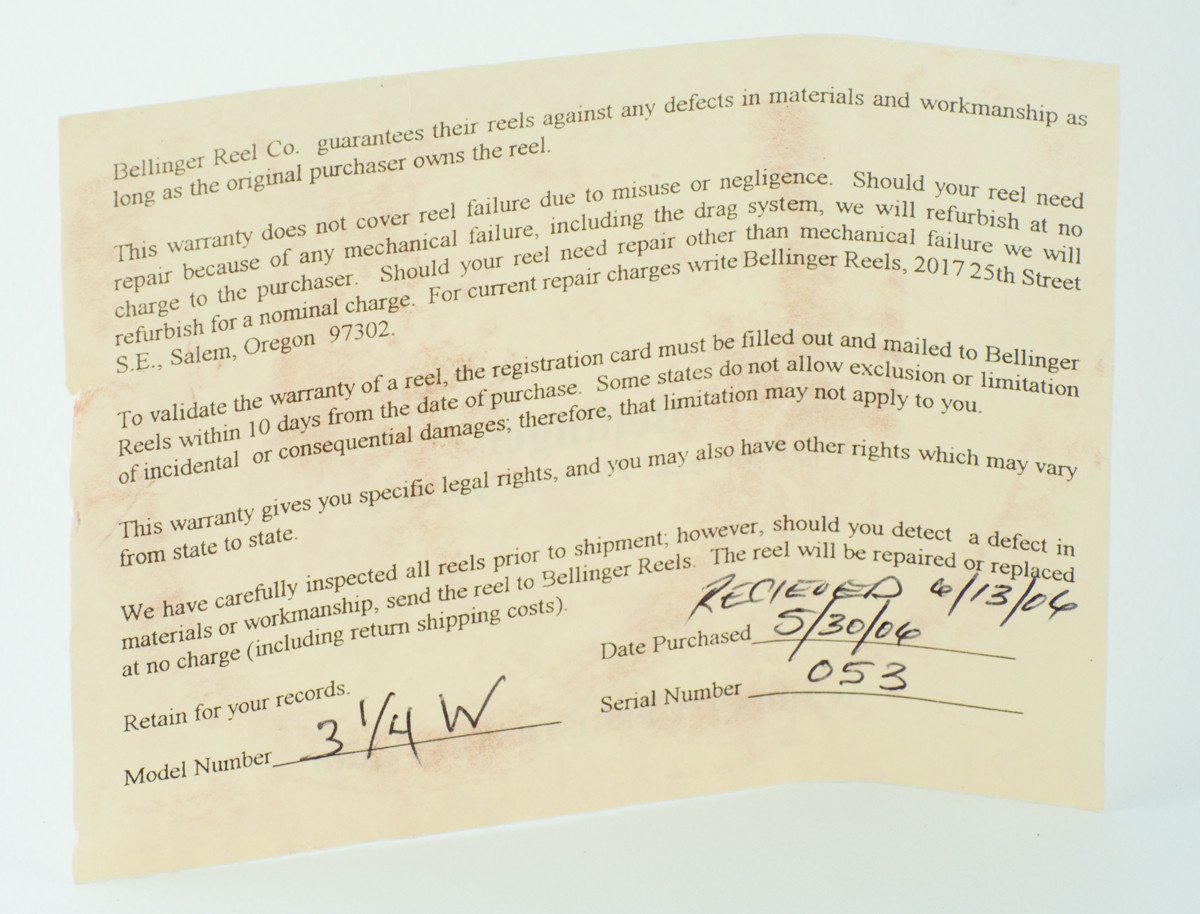 Bellinger Reel Co.  guarantees their reels against any defects in materials and workmanship as
long as the original purchaser owns the reel.
This warranty does not cover reel failure due to misuse or negligence.  Should your reel need
repair because of any mechanical failure, including the drag system, we will refurbish at no
charge to the purchaser.  Should your reel need repair other than mechanical failure we will
refurbish for a nominal charge.  For current repair charges write Bellinger Reels, 2017 25th Street
S.E., Salem, Oregon  97302.
To validate the warranty of a reel, the registration card must be filled out and mailed to Bellinger
Reels within 10 days from the date of purchase.  Some states do not allow exclusion or limitation
of incidental  or consequential damages; therefore, that limitation may not apply to you.
This warranty gives you specific legal rights, and you may also have other rights which may vary
from state to state.
We have carefully inspected all reels prior to shipment; however, should you detect  a defect in
materials or workmanship, send the reel to Bellinger Reels.  The reel will be repaired or replaced
at no charge (including return shipping costs).
RECIEVED 6/13/06
Date Purchased 5/30/06
Retain for your records.
Serial Number 053
Model Number 3 1/4 W